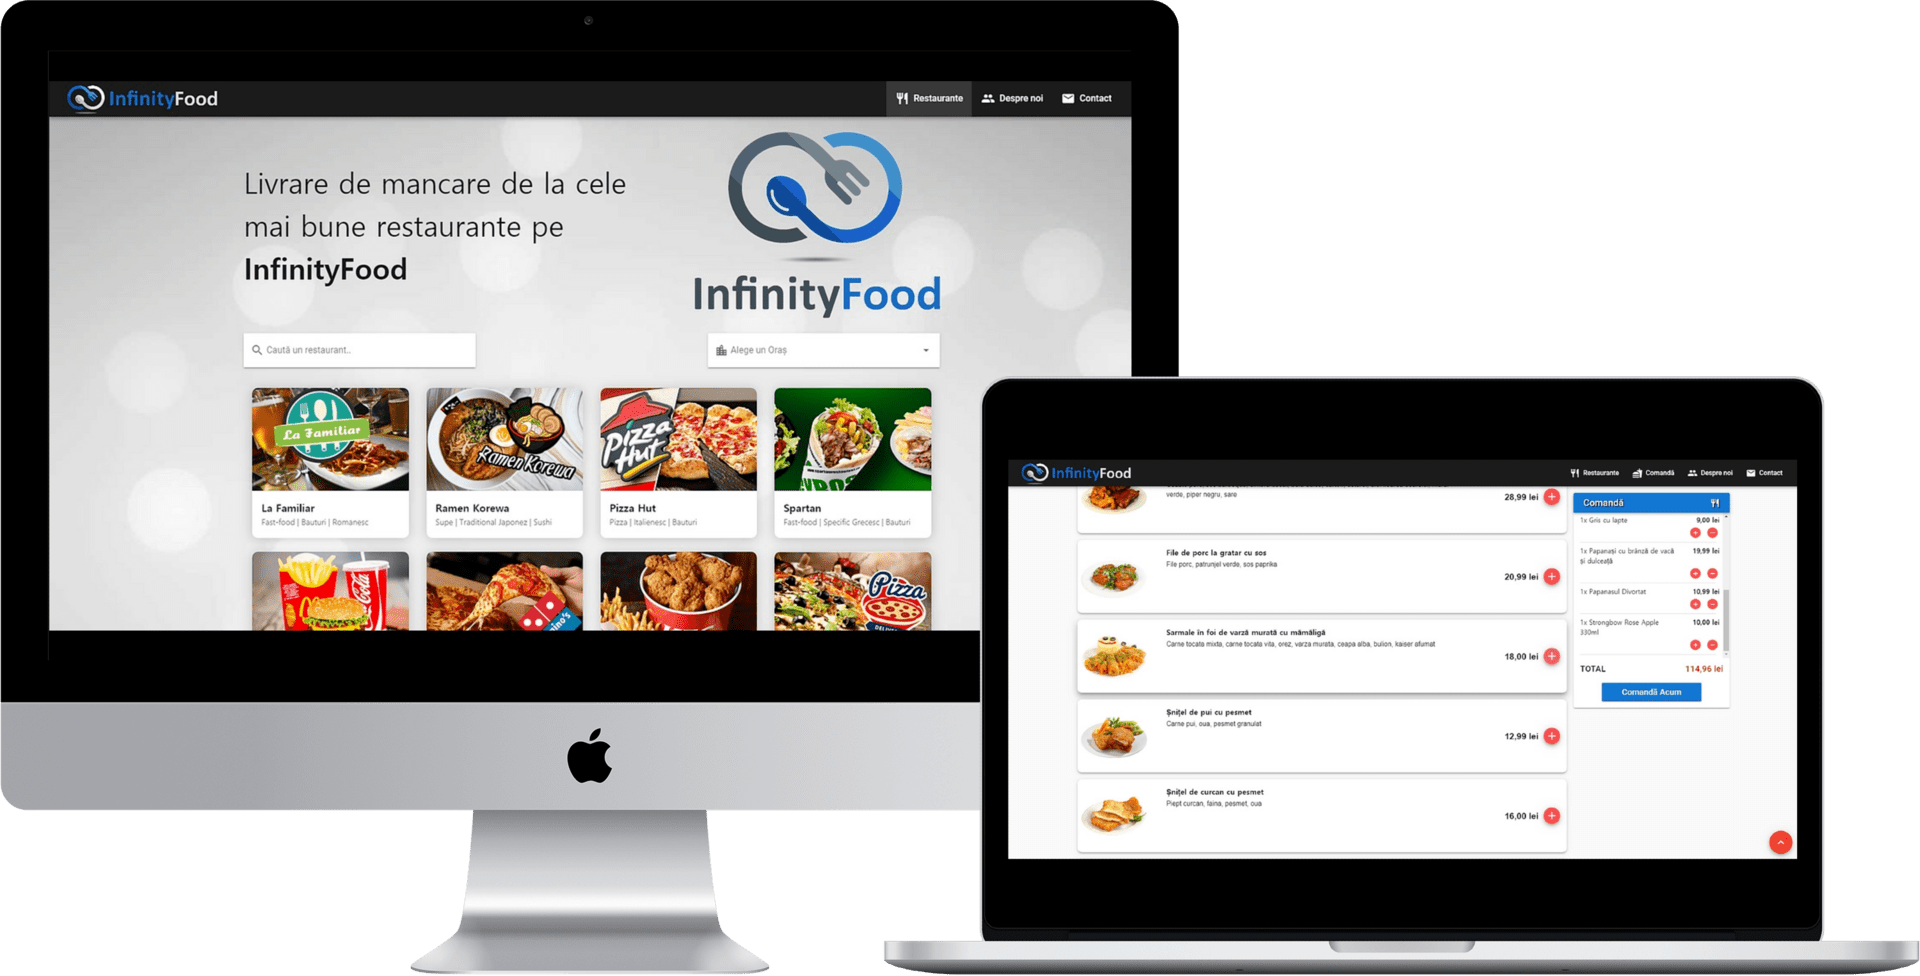 InfinityFood
Restaurante
Despre noi
Contact
Livrare de mancare de la cele
mai bune restaurante pe
InfinityFood
InfinityFood
Caută un restaurant..
Alege un Oraș
La Familiar
Ramen Korewa
Pizza Hut
La Familiar
Fast-food | Bauturi | Romanesc
Ramen Korewa
Supe | Traditional Japonez | Sushi
Pizza Hut
Pizza | Italienesc | Bauturi
Spartan
Fast-food | Specific Grecesc | Bauturi
Coca-Cola
Pizza
InfinityFood
Restaurante
Comandă
Despre noi
Contact
verde, piper negru, sare
28,99 lei
File de porc la gratar cu sos
File porc, patrunjel verde, sos paprika
20,99 lei
Sarmale în foi de varză murată cu mămăligă
Carne tocata mixta, carne tocata vita, orez, varza murata, ceapa alba, bulion, kaiser afumat
18,00 lei
Șnițel de pui cu pesmet
Carne pui, oua, pesmet granulat
12,99 lei
Șnițel de curcan cu pesmet
Piept curcan, faina, pesmet, oua
16,00 lei
Comandă
1x Gris cu lapte
9,00 lei
1x Papanași cu brânză de vacă
și dulceață
19,99 lei
1x Papanasul Divortat
10,99 lei
1x Strongbow Rose Apple
330ml
10,00 lei
TOTAL
114,96 lei
Comandă Acum